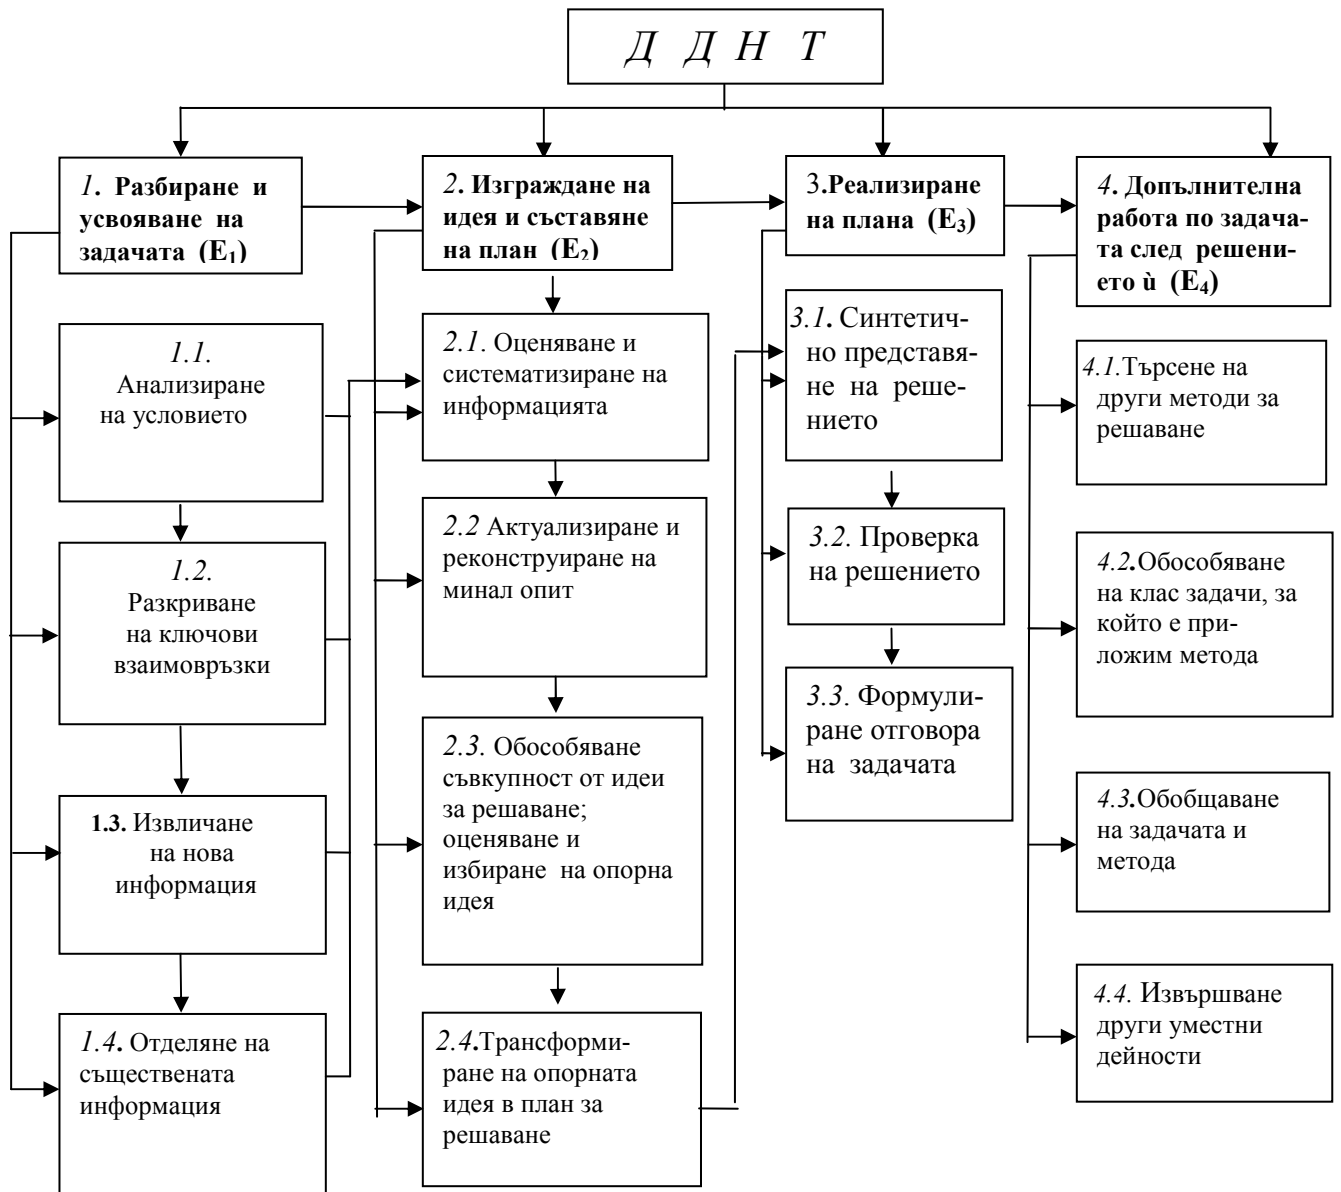 Д Д Н Т
1. Разбиране и
усвояване на
задачата (Е₁)
1.1.
Анализиране
на условието
1.2.
Разкриване
на ключови
взаимовръзки
1.3. Извличане
на нова
информация
1.4. Отделяне на
съществената
информация
2. Изграждане на
идея и съставяне
на план (Е₂)
2.1. Оценяване и
систематизиране на
информацията
2.2 Актуализиране и
реконструиране на
минал опит
2.3. Обособяване
съвкупност от идеи
за решаване;
оценяване и
избиране на опорна
идея
2.4.Трансформи-
ране на опорната
идея в план за
решаване
3.Реализиране
на плана (Е₃)
3.1. Синтетич-
но представя-
не на реше-
нието
3.2. Проверка
на решението
3.3. Формули-
ране отговора
на задачата
4. Допълнителна
работа по задача-
та след решени-
ето ù (Е₄)
4.1.Търсене на
други методи за
решаване
4.2.Обособяване
на клас задачи, за
който е при-
ложим метода
4.3.Обобщаване
на задачата и
метода
4.4. Извършване
други уместни
дейности